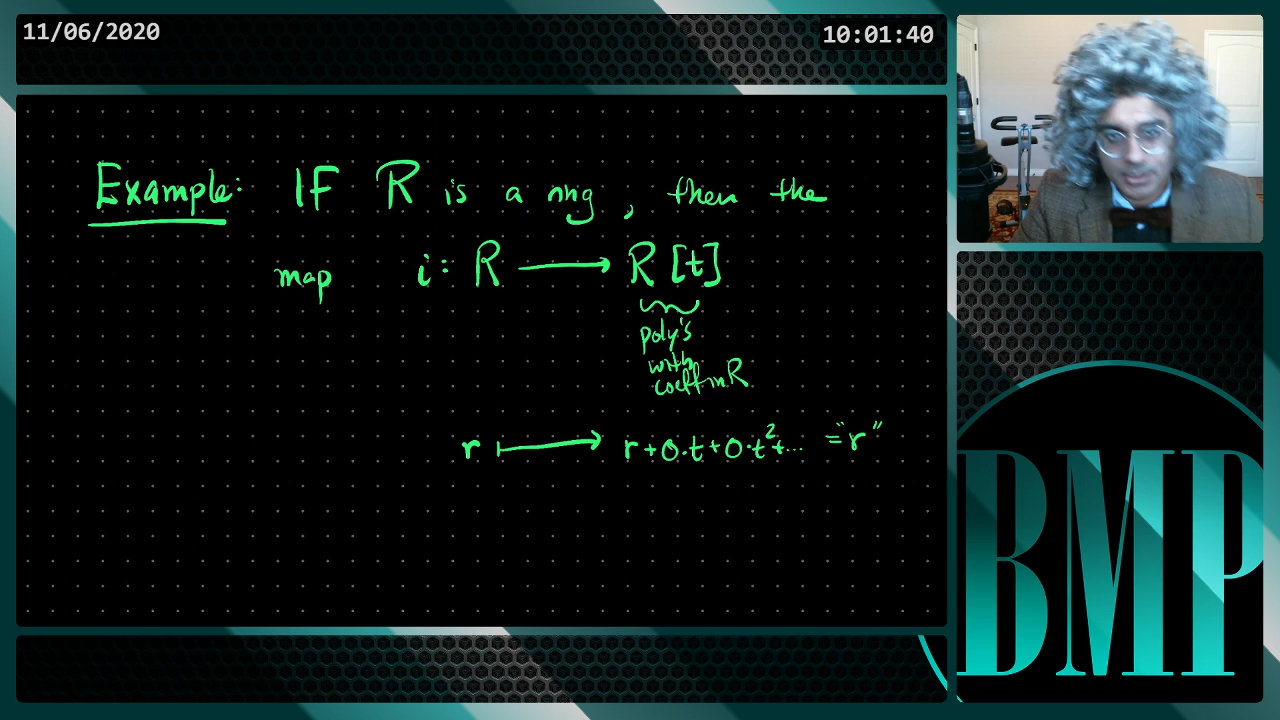 11/06/2020
10:01:40
Example: IF R is a ring, then the
map i: R ⟶ R[t]
poly's
with
coeff in R
r ⟼ r+0·t+0·t²+... = "r"
BMP